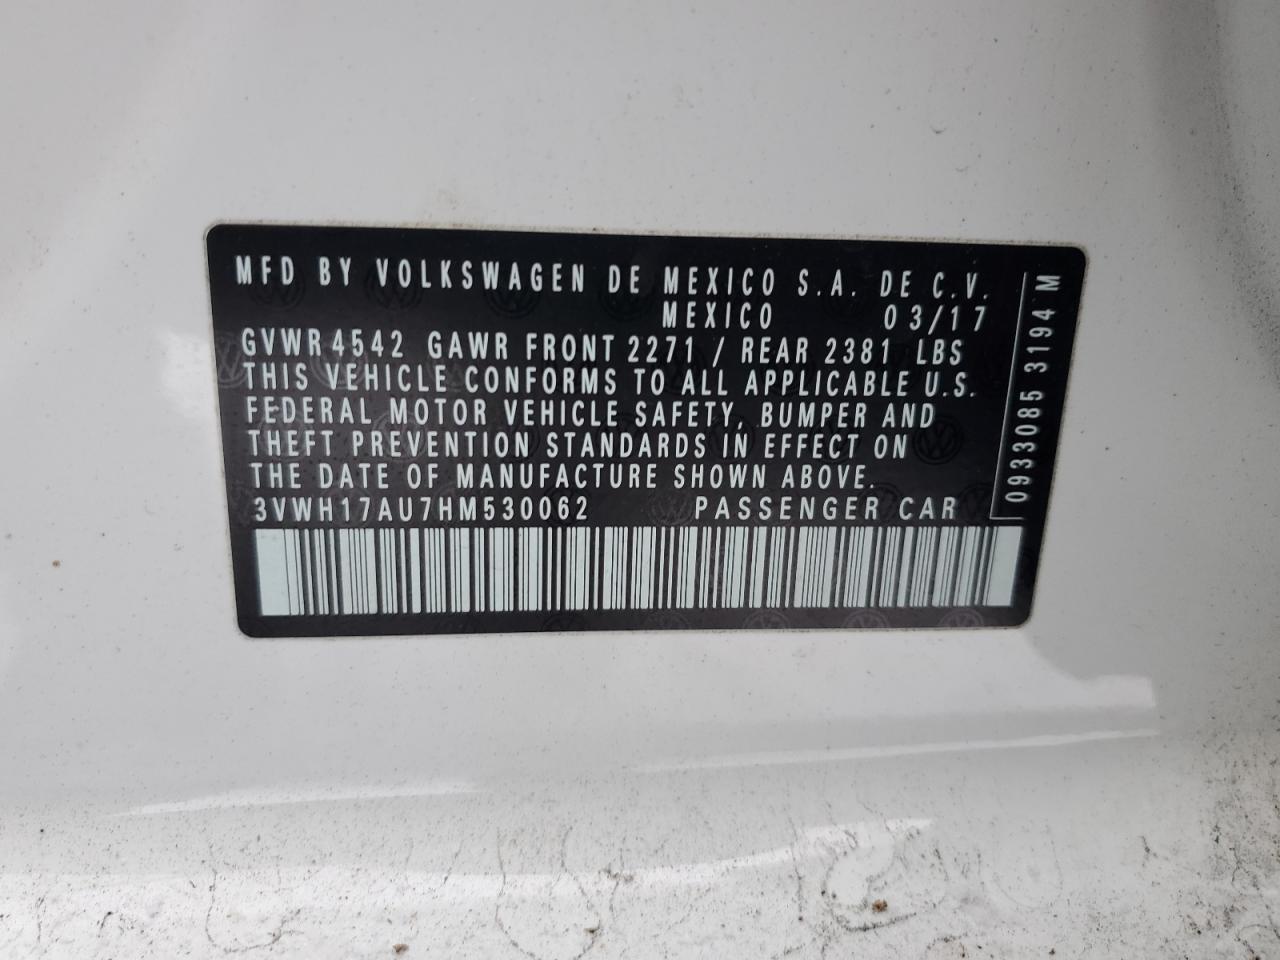 MFD BY VOLKSWAGEN DE MEXICO S.A. DE C.V.
MEXICO 03/17
GVWR 4542 GAWR FRONT 2271 / REAR 2381 LBS
THIS VEHICLE CONFORMS TO ALL APPLICABLE U.S.
FEDERAL MOTOR VEHICLE SAFETY, BUMPER AND
THEFT PREVENTION STANDARDS IN EFFECT ON
THE DATE OF MANUFACTURE SHOWN ABOVE.
3VWH17AU7HM530062 PASSENGER CAR
0933085 3194 M